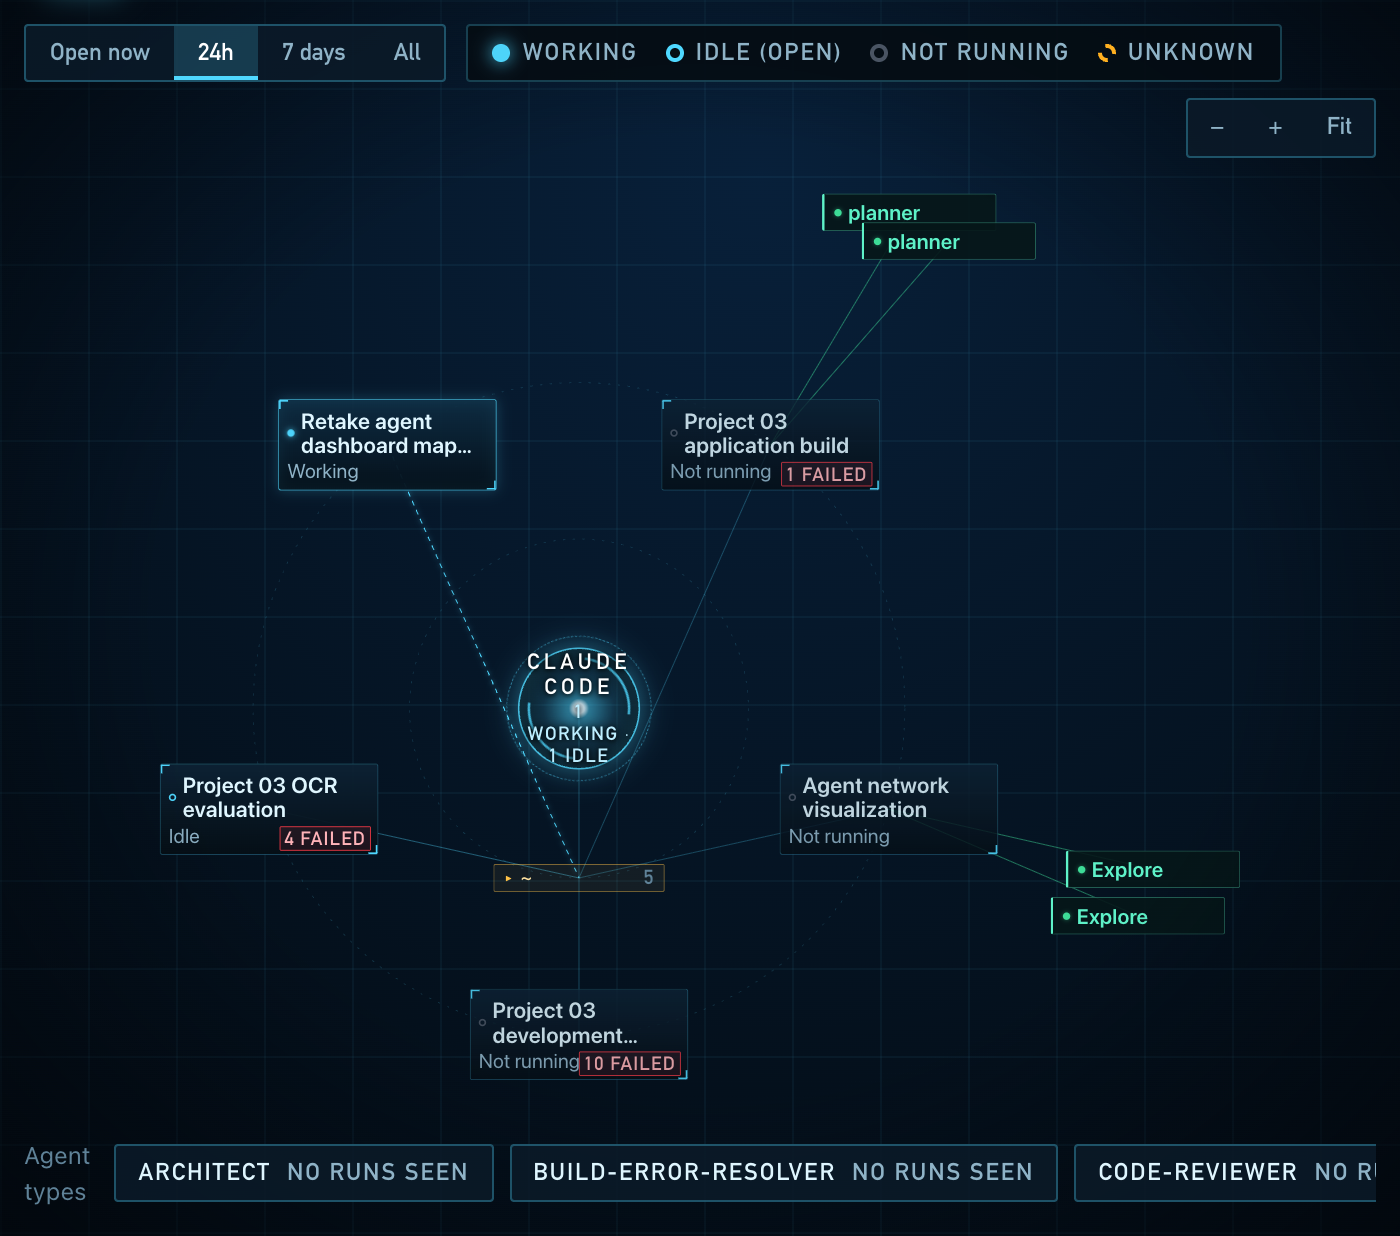 Open now 24h 7 days All
WORKING IDLE (OPEN) NOT RUNNING UNKNOWN
− + Fit
planner
planner
Retake agent
dashboard map...
Working
Project 03
application build
Not running 1 FAILED
CLAUDE
CODE
1
WORKING ·
1 IDLE
Project 03 OCR
evaluation
Idle 4 FAILED
Agent network
visualization
Not running
~ 5
Explore
Explore
Project 03
development...
Not running 10 FAILED
Agent
types
ARCHITECT NO RUNS SEEN
BUILD-ERROR-RESOLVER NO RUNS SEEN
CODE-REVIEWER NO